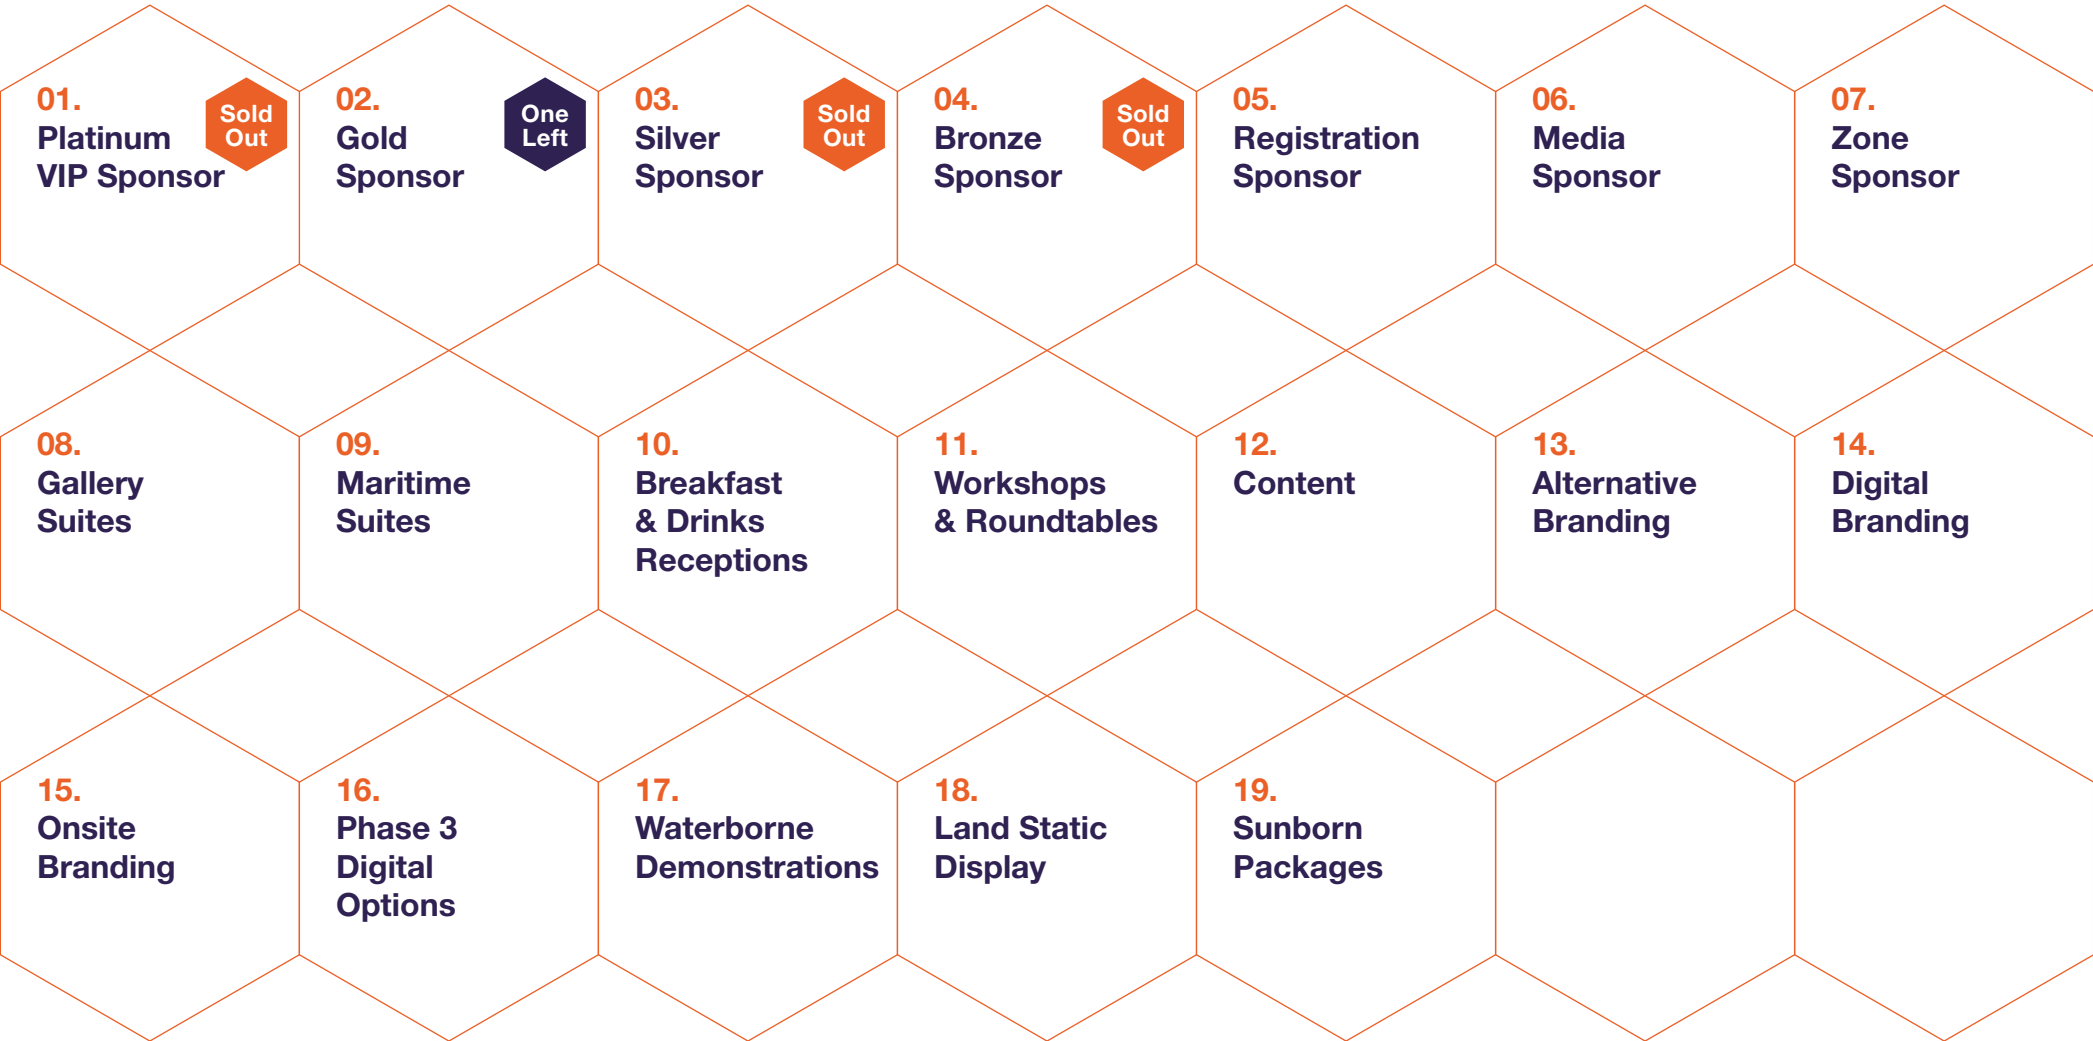 01.
Platinum
VIP Sponsor
Sold
Out
02.
Gold
Sponsor
One
Left
03.
Silver
Sponsor
Sold
Out
04.
Bronze
Sponsor
Sold
Out
05.
Registration
Sponsor
06.
Media
Sponsor
07.
Zone
Sponsor
08.
Gallery
Suites
09.
Maritime
Suites
10.
Breakfast
& Drinks
Receptions
11.
Workshops
& Roundtables
12.
Content
13.
Alternative
Branding
14.
Digital
Branding
15.
Onsite
Branding
16.
Phase 3
Digital
Options
17.
Waterborne
Demonstrations
18.
Land Static
Display
19.
Sunborn
Packages